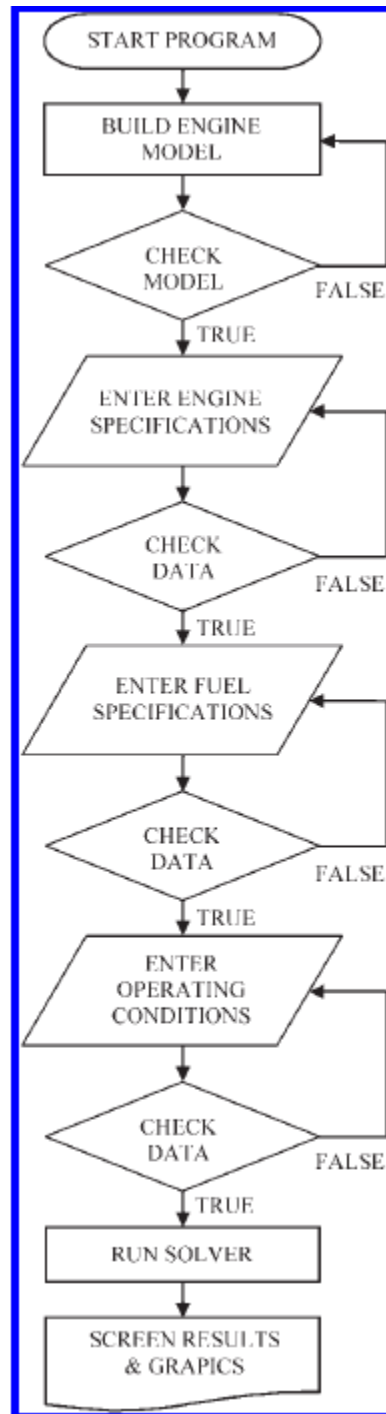 START PROGRAM
BUILD ENGINE
MODEL
CHECK
MODEL
FALSE
TRUE
ENTER ENGINE
SPECIFICATIONS
CHECK
DATA
FALSE
TRUE
ENTER FUEL
SPECIFICATIONS
CHECK
DATA
FALSE
TRUE
ENTER
OPERATING
CONDITIONS
CHECK
DATA
FALSE
TRUE
RUN SOLVER
SCREEN RESULTS
& GRAPICS